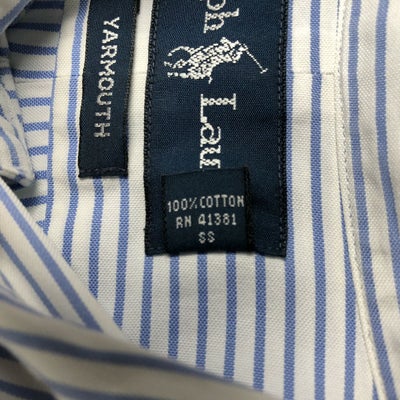 YARMOUTH
ph
Lau
100% COTTON
RN 41381
SS